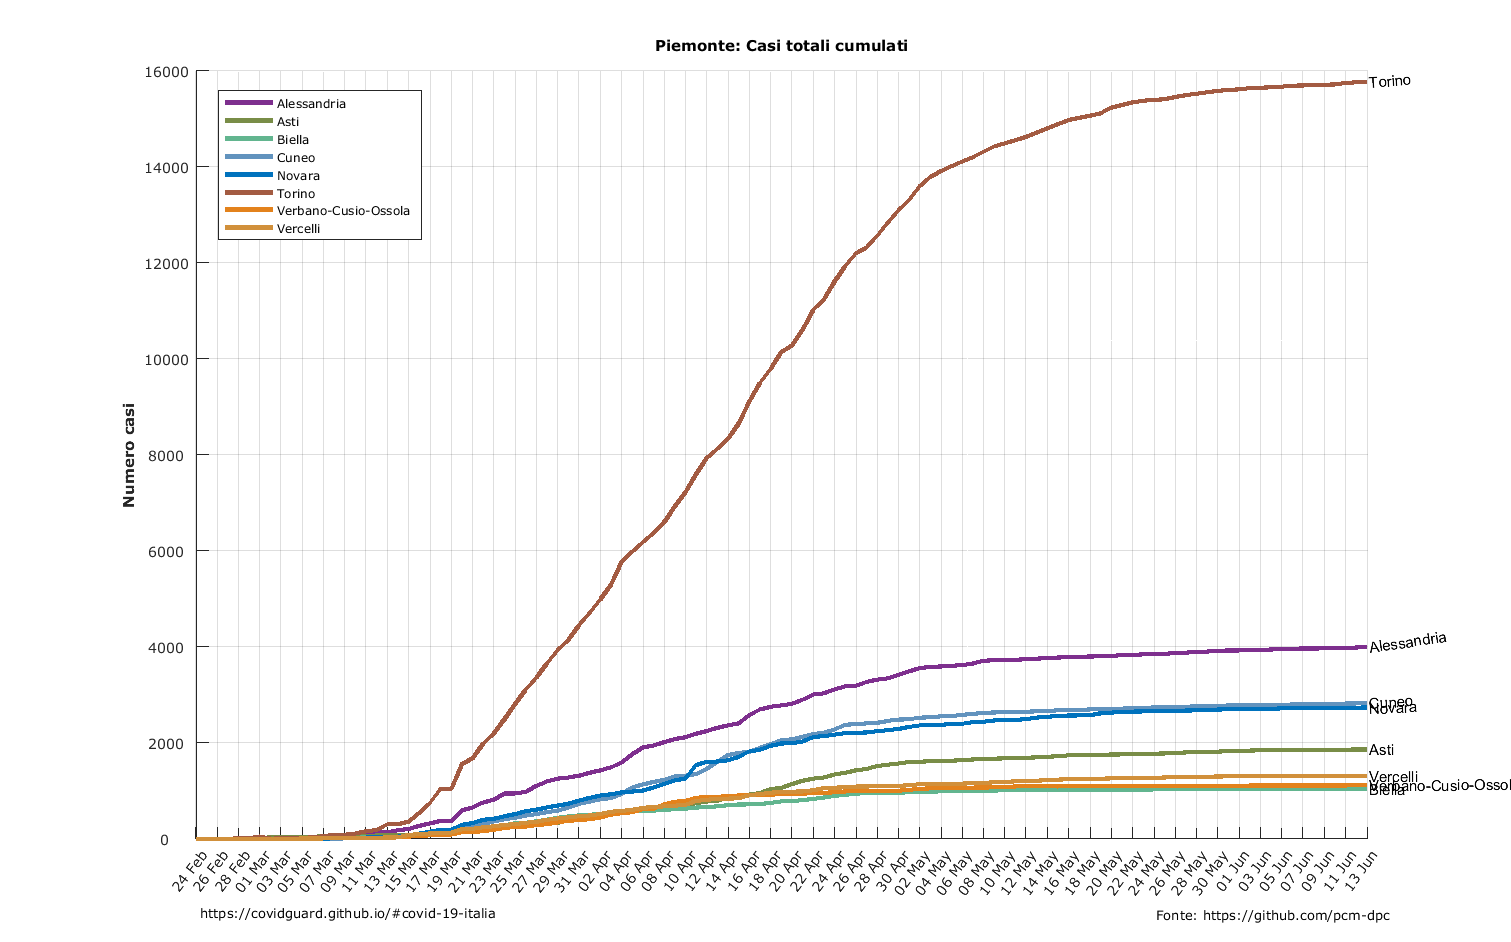 Piemonte: Casi totali cumulati
16000
14000
12000
10000
8000
6000
4000
2000
0
Numero casi
Alessandria
Asti
Biella
Cuneo
Novara
Torino
Verbano-Cusio-Ossola
Vercelli
Torino
Alessandria
Cuneo
Novara
Asti
Vercelli
Verbano-Cusio-Ossol
Biella
24 Feb
26 Feb
28 Feb
01 Mar
03 Mar
05 Mar
07 Mar
09 Mar
11 Mar
13 Mar
15 Mar
17 Mar
19 Mar
21 Mar
23 Mar
25 Mar
27 Mar
29 Mar
31 Mar
02 Apr
04 Apr
06 Apr
08 Apr
10 Apr
12 Apr
14 Apr
16 Apr
18 Apr
20 Apr
22 Apr
24 Apr
26 Apr
28 Apr
30 Apr
02 May
04 May
06 May
08 May
10 May
12 May
14 May
16 May
18 May
20 May
22 May
24 May
26 May
28 May
30 May
01 Jun
03 Jun
05 Jun
07 Jun
09 Jun
11 Jun
13 Jun
https://covidguard.github.io/#covid-19-italia
Fonte: https://github.com/pcm-dpc